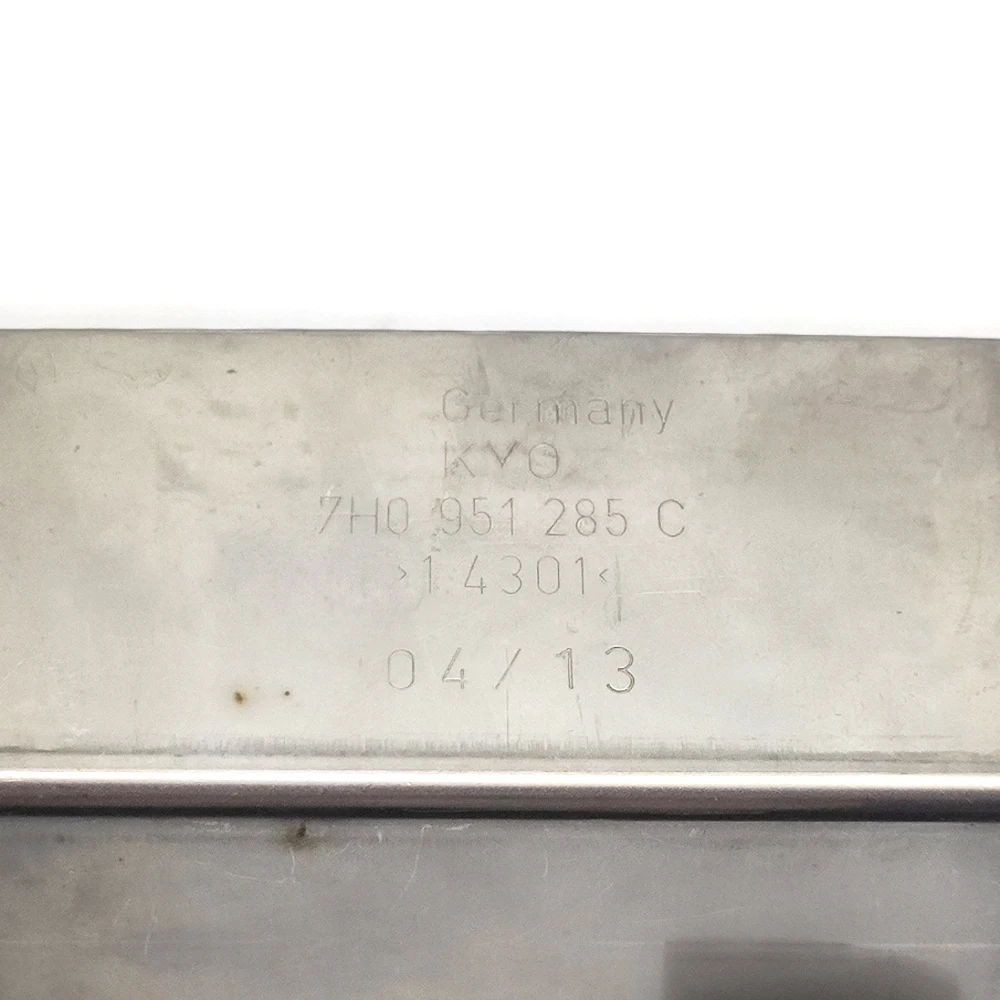 Germany
KYO
7H0 951 285 C
>1.4301<
04/13